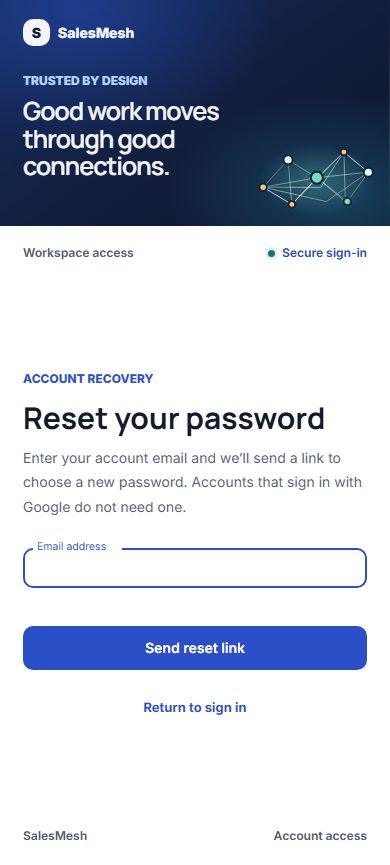 S SalesMesh
TRUSTED BY DESIGN
Good work moves
through good
connections.
Workspace access
Secure sign-in
ACCOUNT RECOVERY
Reset your password
Enter your account email and we’ll send a link to
choose a new password. Accounts that sign in with
Google do not need one.
Email address
Send reset link
Return to sign in
SalesMesh
Account access